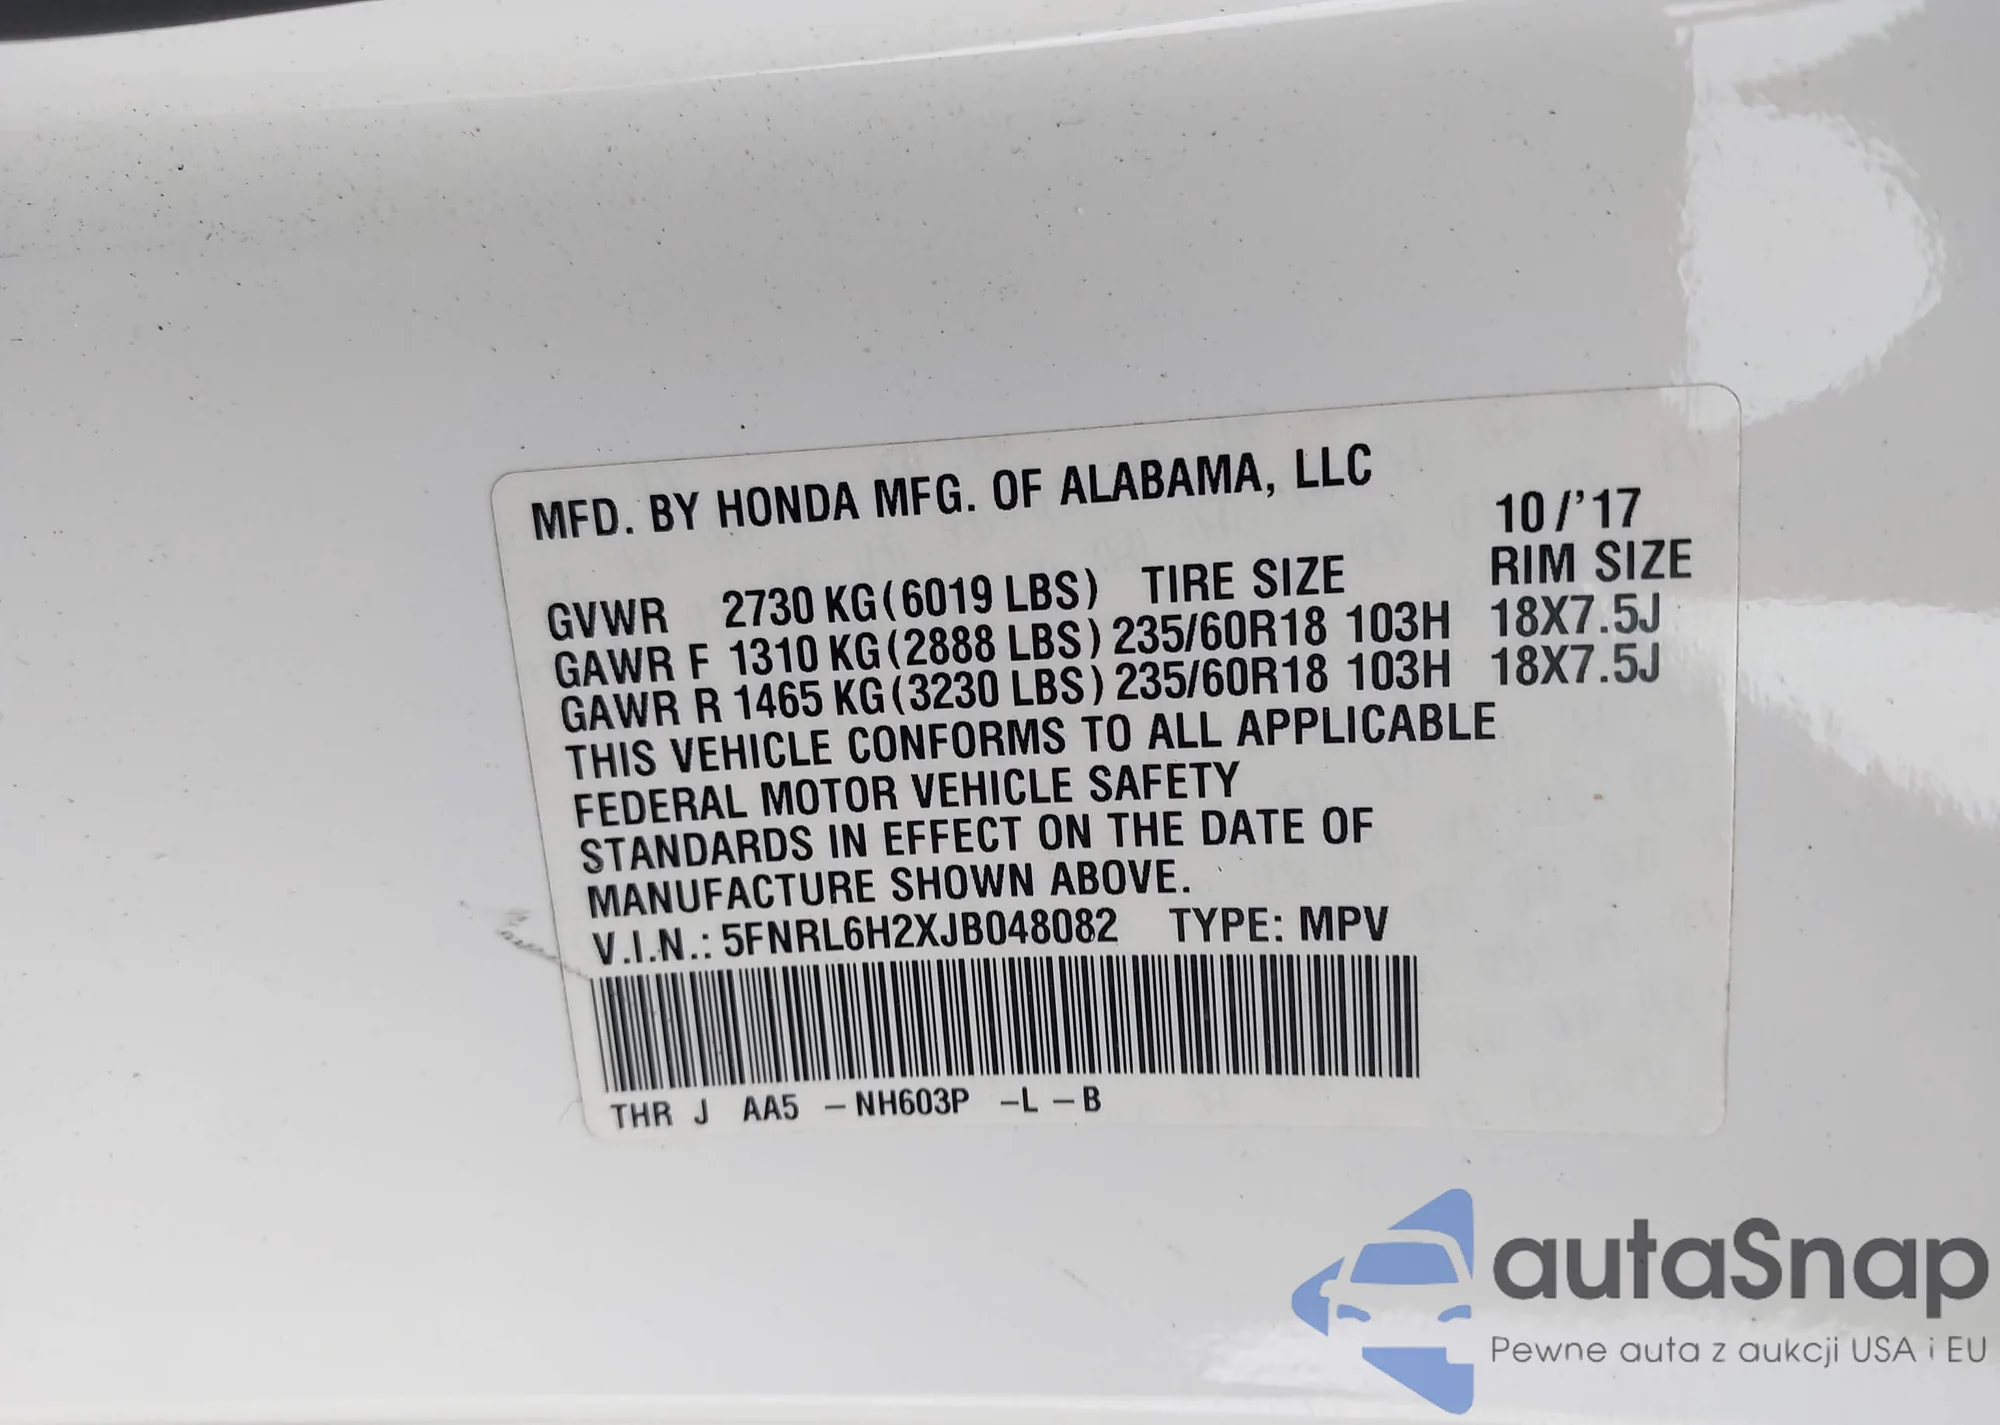 MFD. BY HONDA MFG. OF ALABAMA, LLC
10/'17
GVWR 2730 KG(6019 LBS) TIRE SIZE RIM SIZE
GAWR F 1310 KG(2888 LBS) 235/60R18 103H 18X7.5J
GAWR R 1465 KG(3230 LBS) 235/60R18 103H 18X7.5J
THIS VEHICLE CONFORMS TO ALL APPLICABLE
FEDERAL MOTOR VEHICLE SAFETY
STANDARDS IN EFFECT ON THE DATE OF
MANUFACTURE SHOWN ABOVE.
V.I.N.: 5FNRL6H2XJB048082 TYPE: MPV
THR J AA5 –NH603P –L –B
autaSnap
Pewne auta z aukcji USA i EU